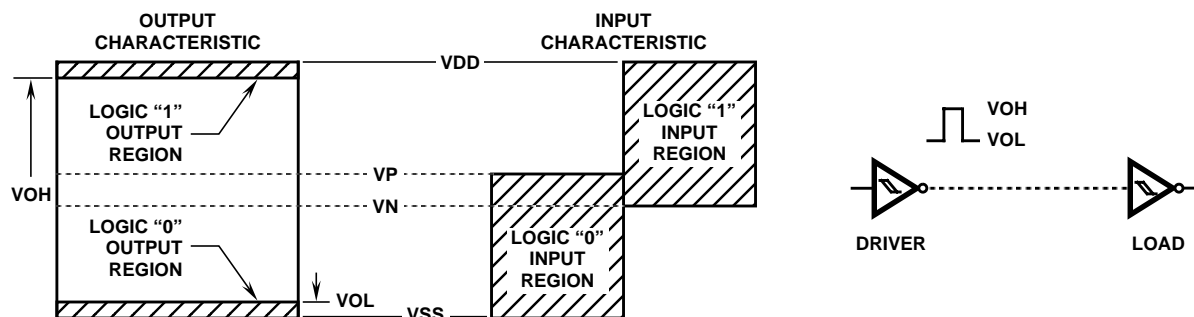 OUTPUT
CHARACTERISTIC
INPUT
CHARACTERISTIC
VDD
LOGIC “1”
OUTPUT
REGION
LOGIC “1”
INPUT
REGION
VOH
VOL
VP
VOH
VN
LOGIC “0”
OUTPUT
REGION
LOGIC “0”
INPUT
REGION
DRIVER
LOAD
VOL
VSS